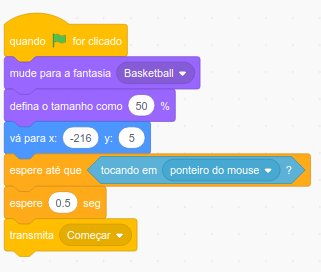 quando for clicado
mude para a fantasia Basketball
defina o tamanho como 50 %
vá para x: -216 y: 5
espere até que tocando em ponteiro do mouse ?
espere 0.5 seg
transmita Começar